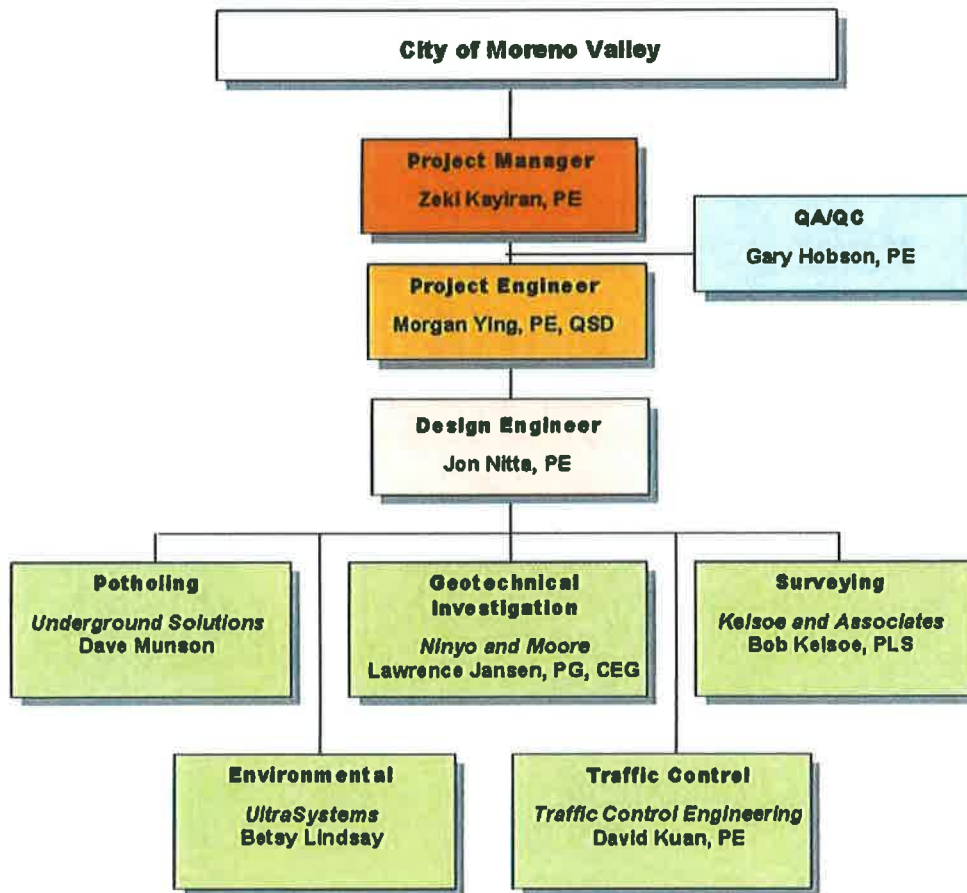 City of Moreno Valley
Project Manager
Zeki Kayiran, PE
QA/QC
Gary Hobson, PE
Project Engineer
Morgan Ying, PE, QSD
Design Engineer
Jon Nitta, PE
Potholing
Underground Solutions
Dave Munson
Geotechnical
Investigation
Ninyo and Moore
Lawrence Jansen, PG, CEG
Surveying
Kelsoe and Associates
Bob Kelsoe, PLS
Environmental
UltraSystems
Betsy Lindsay
Traffic Control
Traffic Control Engineering
David Kuan, PE